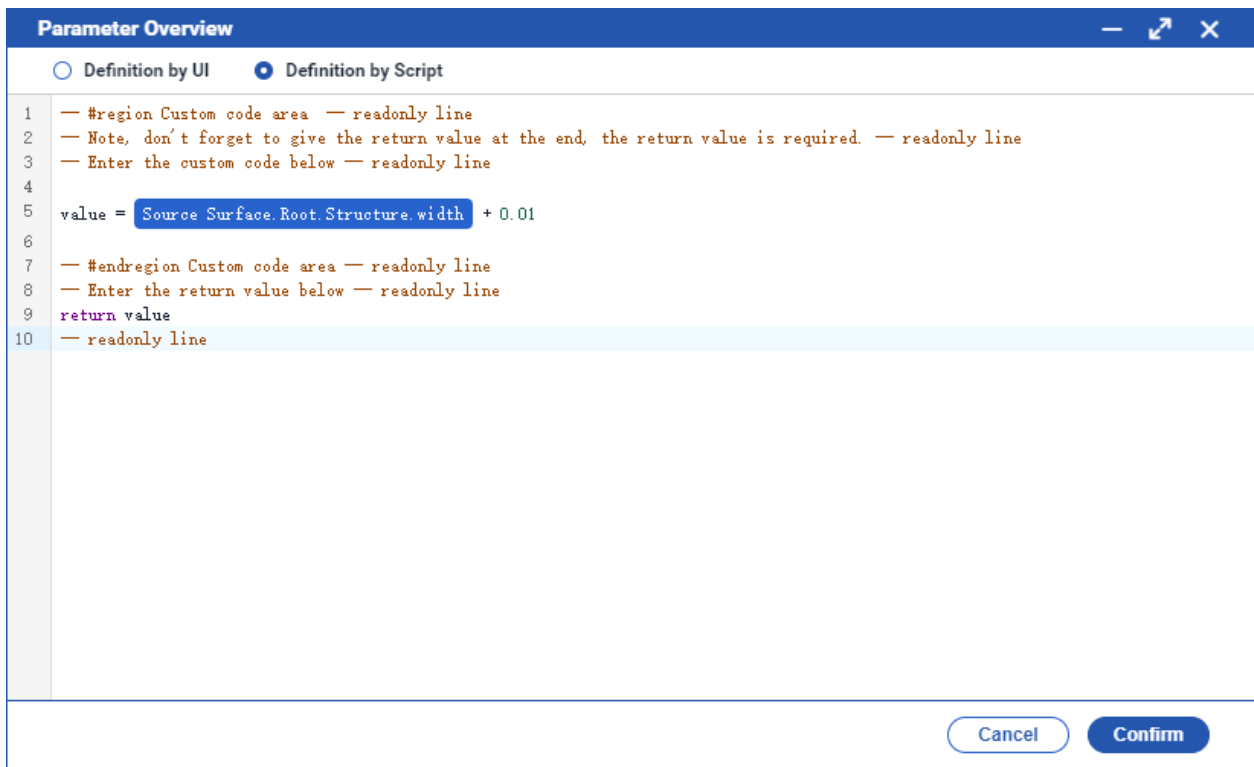 Parameter Overview
Definition by UI Definition by Script
1 — #region Custom code area — readonly line
2 — Note, don't forget to give the return value at the end, the return value is required. — readonly line
3 — Enter the custom code below — readonly line
4
5 value = Source Surface.Root.Structure.width + 0.01
6
7 — #endregion Custom code area — readonly line
8 — Enter the return value below — readonly line
9 return value
10 — readonly line
Cancel Confirm